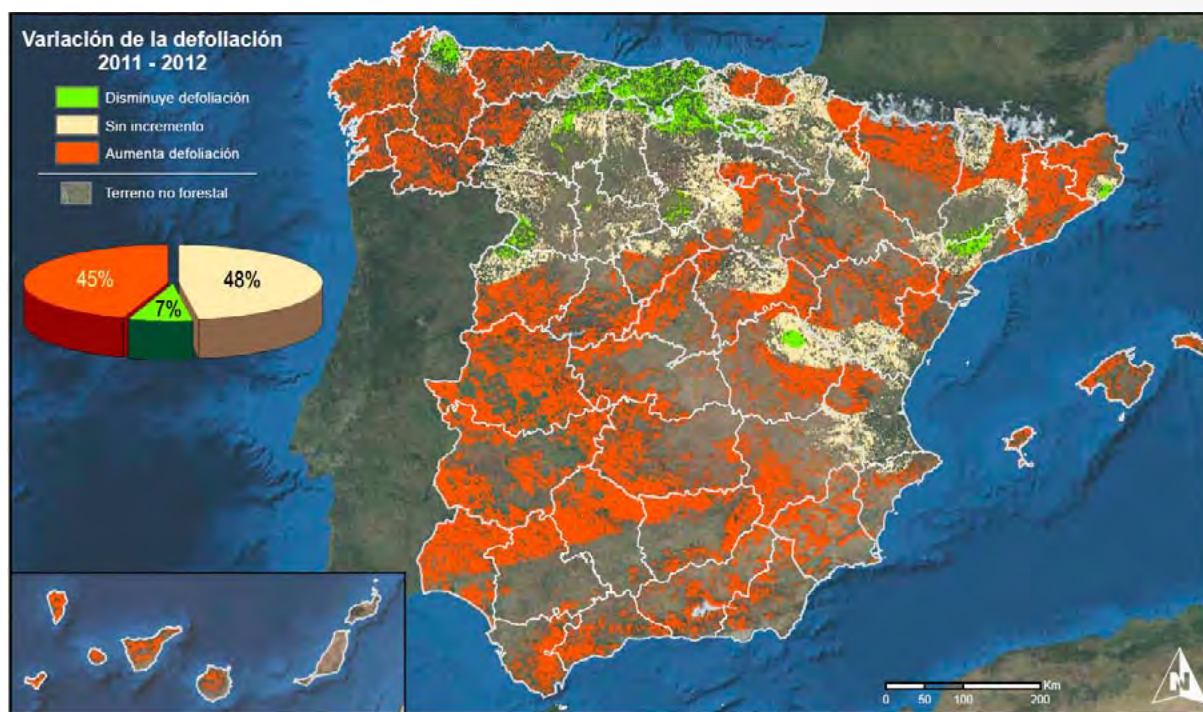 Variación de la defoliación
2011 - 2012
Disminuye defoliación
Sin incremento
Aumenta defoliación
Terreno no forestal
45%
48%
7%
Km
0 50 100 200
N